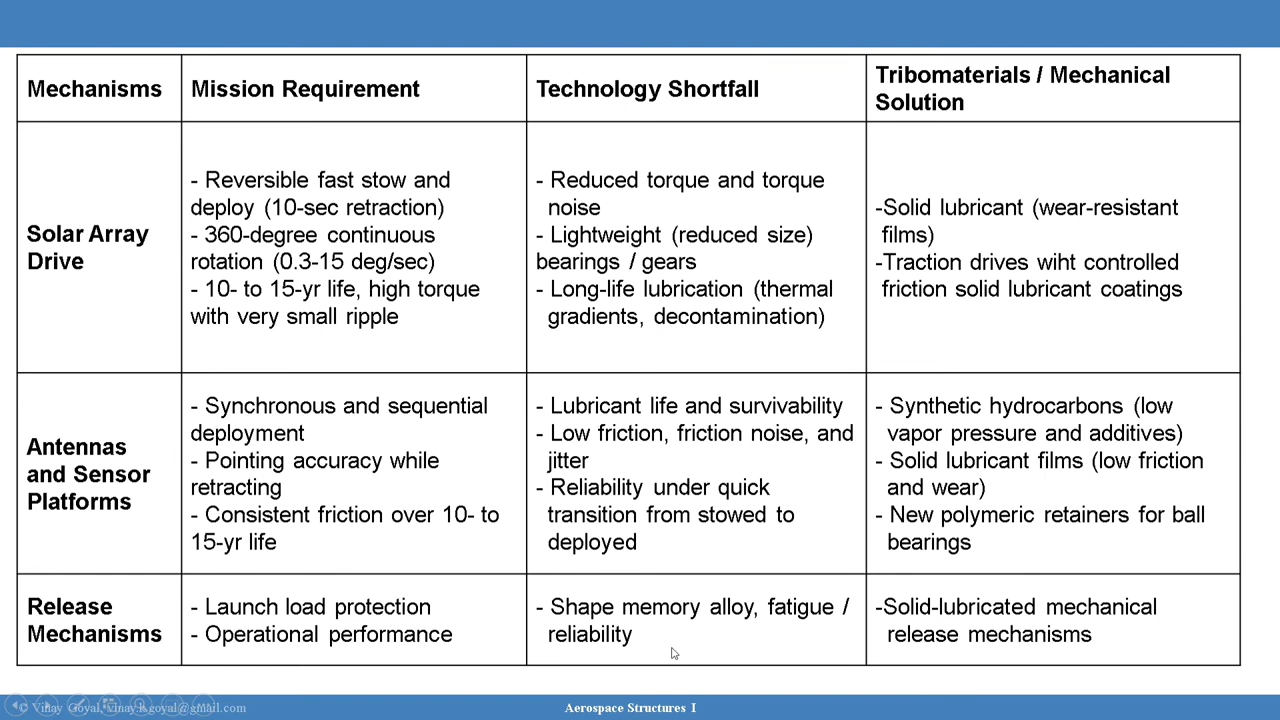 Mechanisms
Mission Requirement
Technology Shortfall
Tribomaterials / Mechanical
Solution
Solar Array
Drive
- Reversible fast stow and
deploy (10-sec retraction)
- 360-degree continuous
rotation (0.3-15 deg/sec)
- 10- to 15-yr life, high torque
with very small ripple
- Reduced torque and torque
noise
- Lightweight (reduced size)
bearings / gears
- Long-life lubrication (thermal
gradients, decontamination)
-Solid lubricant (wear-resistant
films)
-Traction drives wiht controlled
friction solid lubricant coatings
Antennas
and Sensor
Platforms
- Synchronous and sequential
deployment
- Pointing accuracy while
retracting
- Consistent friction over 10- to
15-yr life
- Lubricant life and survivability
- Low friction, friction noise, and
jitter
- Reliability under quick
transition from stowed to
deployed
- Synthetic hydrocarbons (low
vapor pressure and additives)
- Solid lubricant films (low friction
and wear)
- New polymeric retainers for ball
bearings
Release
Mechanisms
- Launch load protection
- Operational performance
- Shape memory alloy, fatigue /
reliability
-Solid-lubricated mechanical
release mechanisms
© Vinay Goyal, vinay.k.goyal@gmail.com
Aerospace Structures I